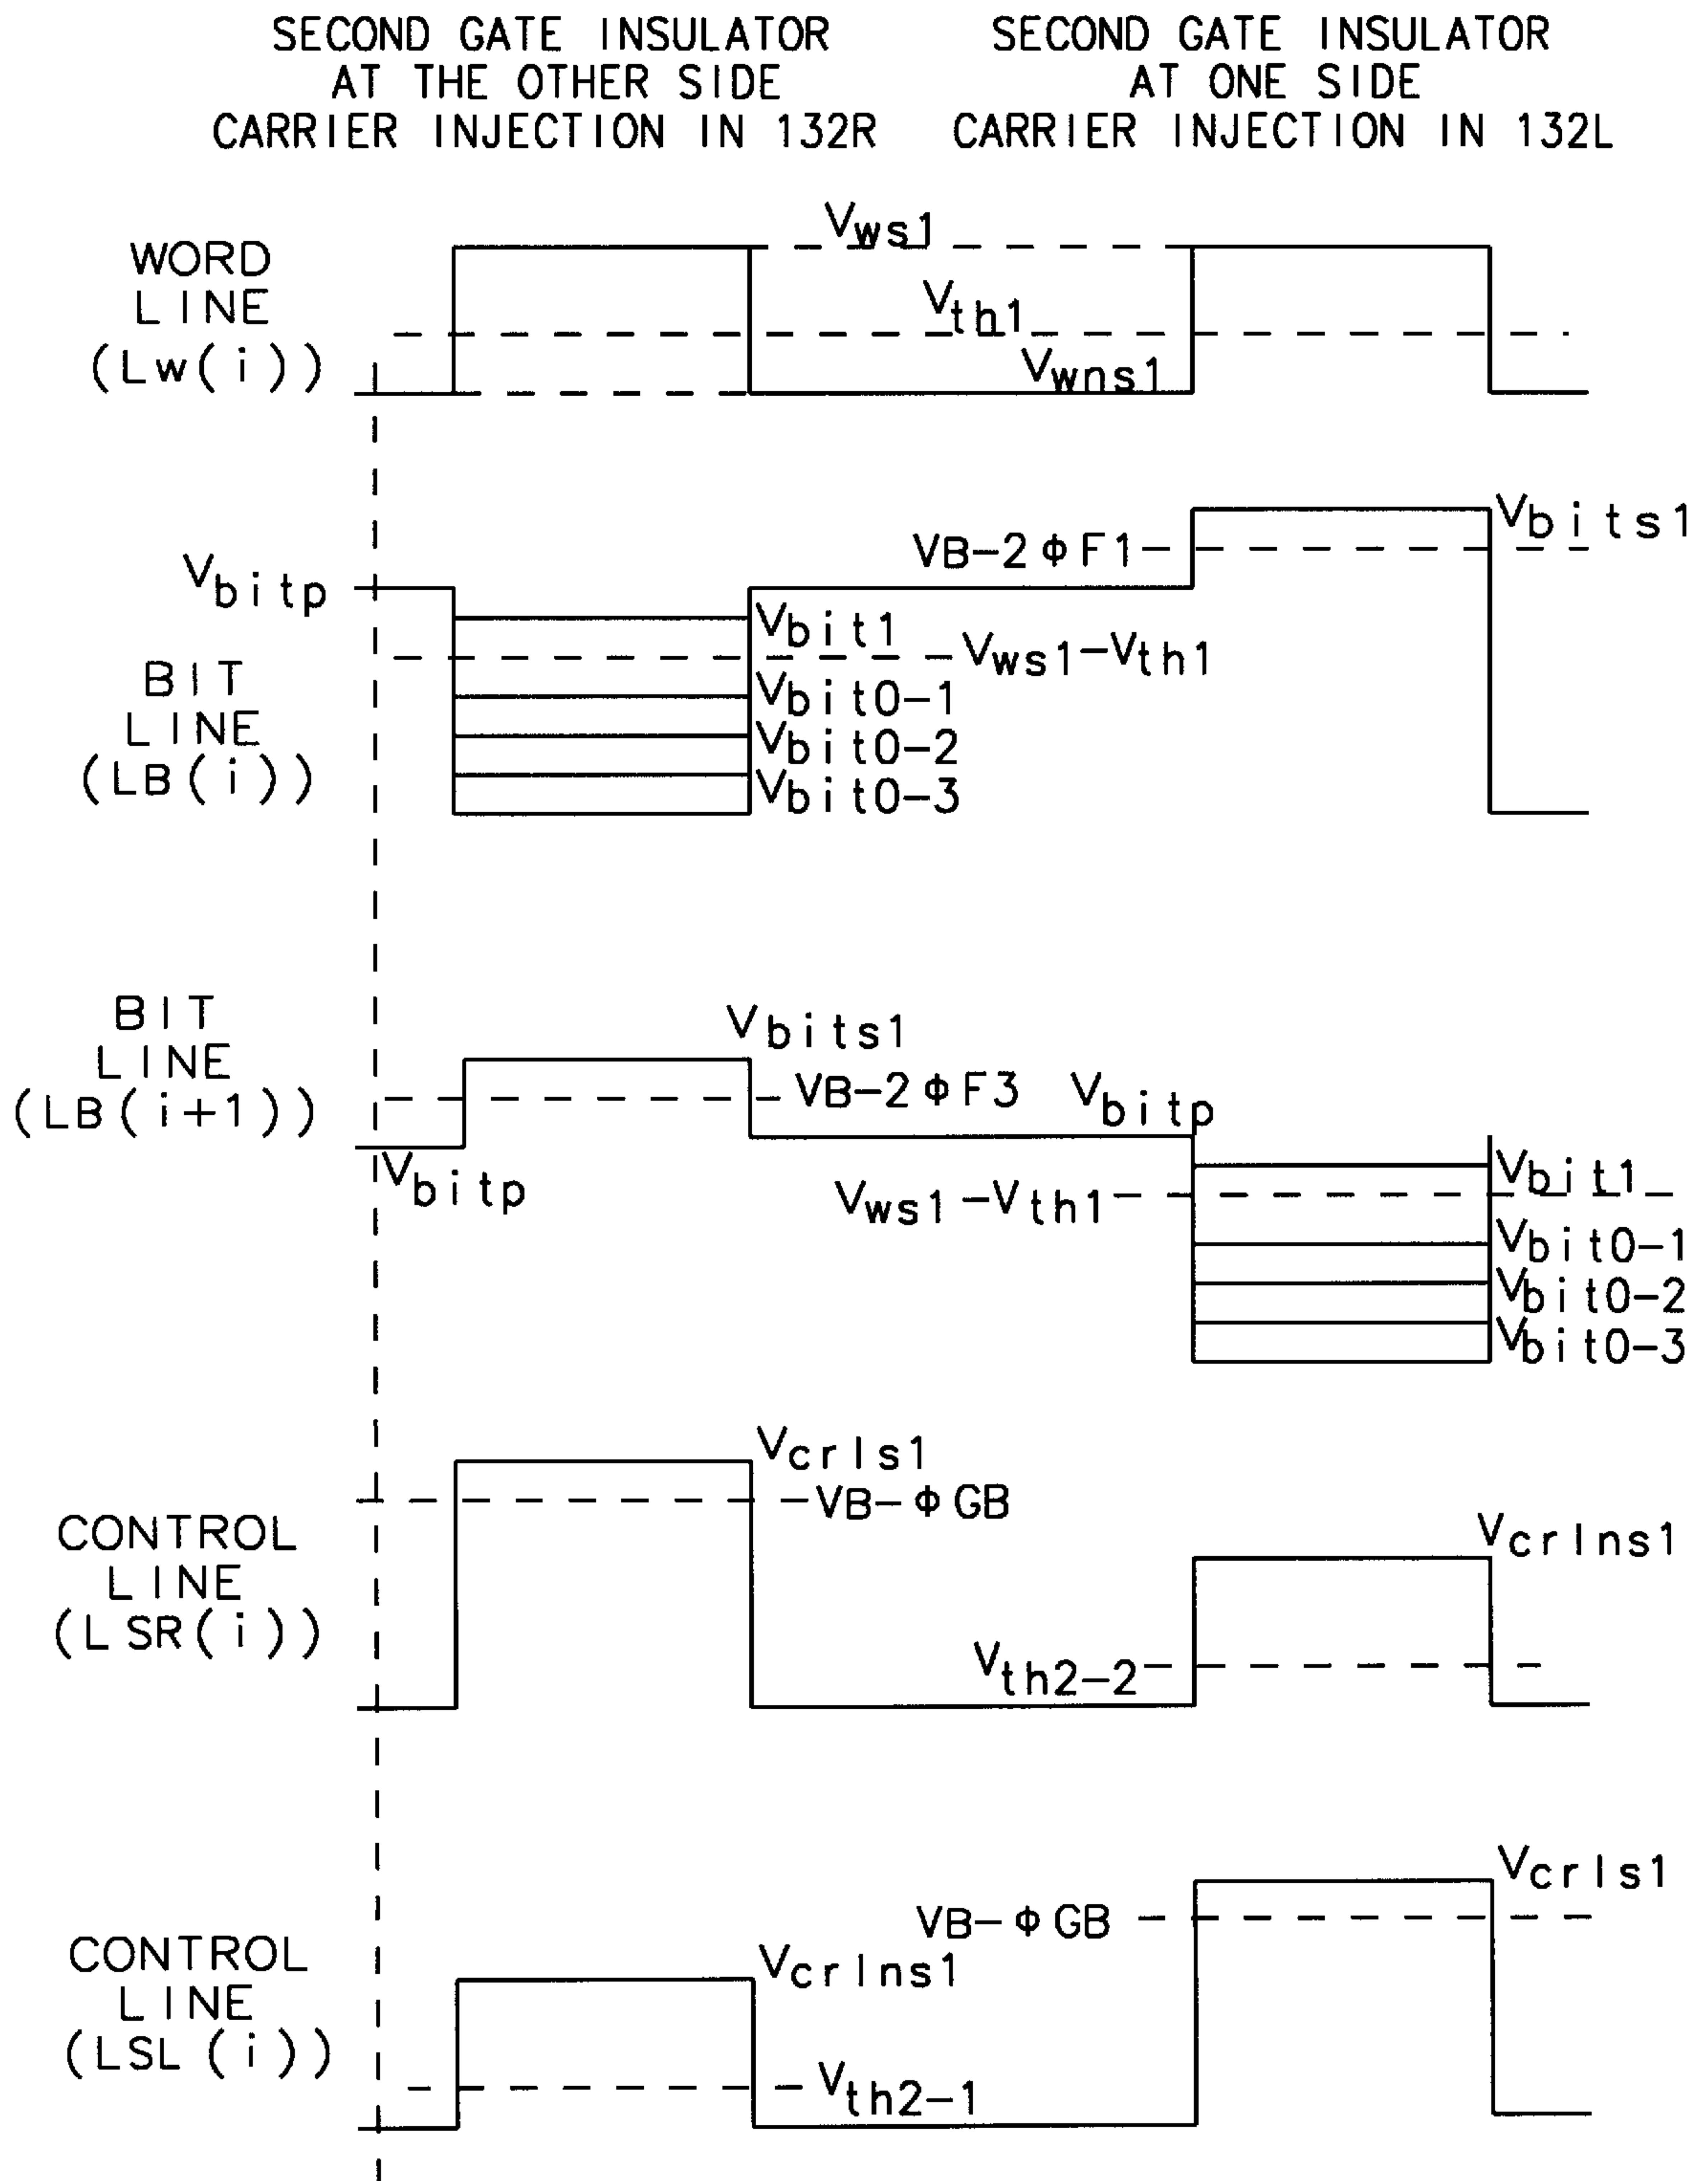 SECOND GATE INSULATOR
AT THE OTHER SIDE
CARRIER INJECTION IN 132R
SECOND GATE INSULATOR
AT ONE SIDE
CARRIER INJECTION IN 132L
WORD
LINE
(Lw(i))
Vws1
Vth1
Vwns1
BIT
LINE
(LB(i))
Vbitp
Vbit1
Vws1-Vth1
Vbit0-1
Vbit0-2
Vbit0-3
VB-2ΦF1
Vbits1
BIT
LINE
(LB(i+1))
Vbitp
Vbits1
VB-2ΦF3
Vbitp
Vws1-Vth1
Vbit1
Vbit0-1
Vbit0-2
Vbit0-3
CONTROL
LINE
(LSR(i))
Vcrls1
VB-ΦGB
Vcrlns1
Vth2-2
CONTROL
LINE
(LSL(i))
Vcrlns1
Vth2-1
VB-ΦGB
Vcrls1